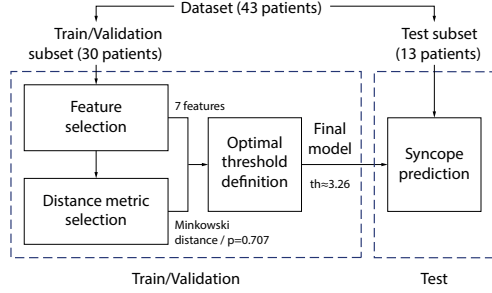 Dataset (43 patients)
Train/Validation
subset (30 patients)
Test subset
(13 patients)
Feature
selection
7 features
Distance metric
selection
Minkowski
distance / p=0.707
Optimal
threshold
definition
Final
model
th≈3.26
Syncope
prediction
Train/Validation
Test